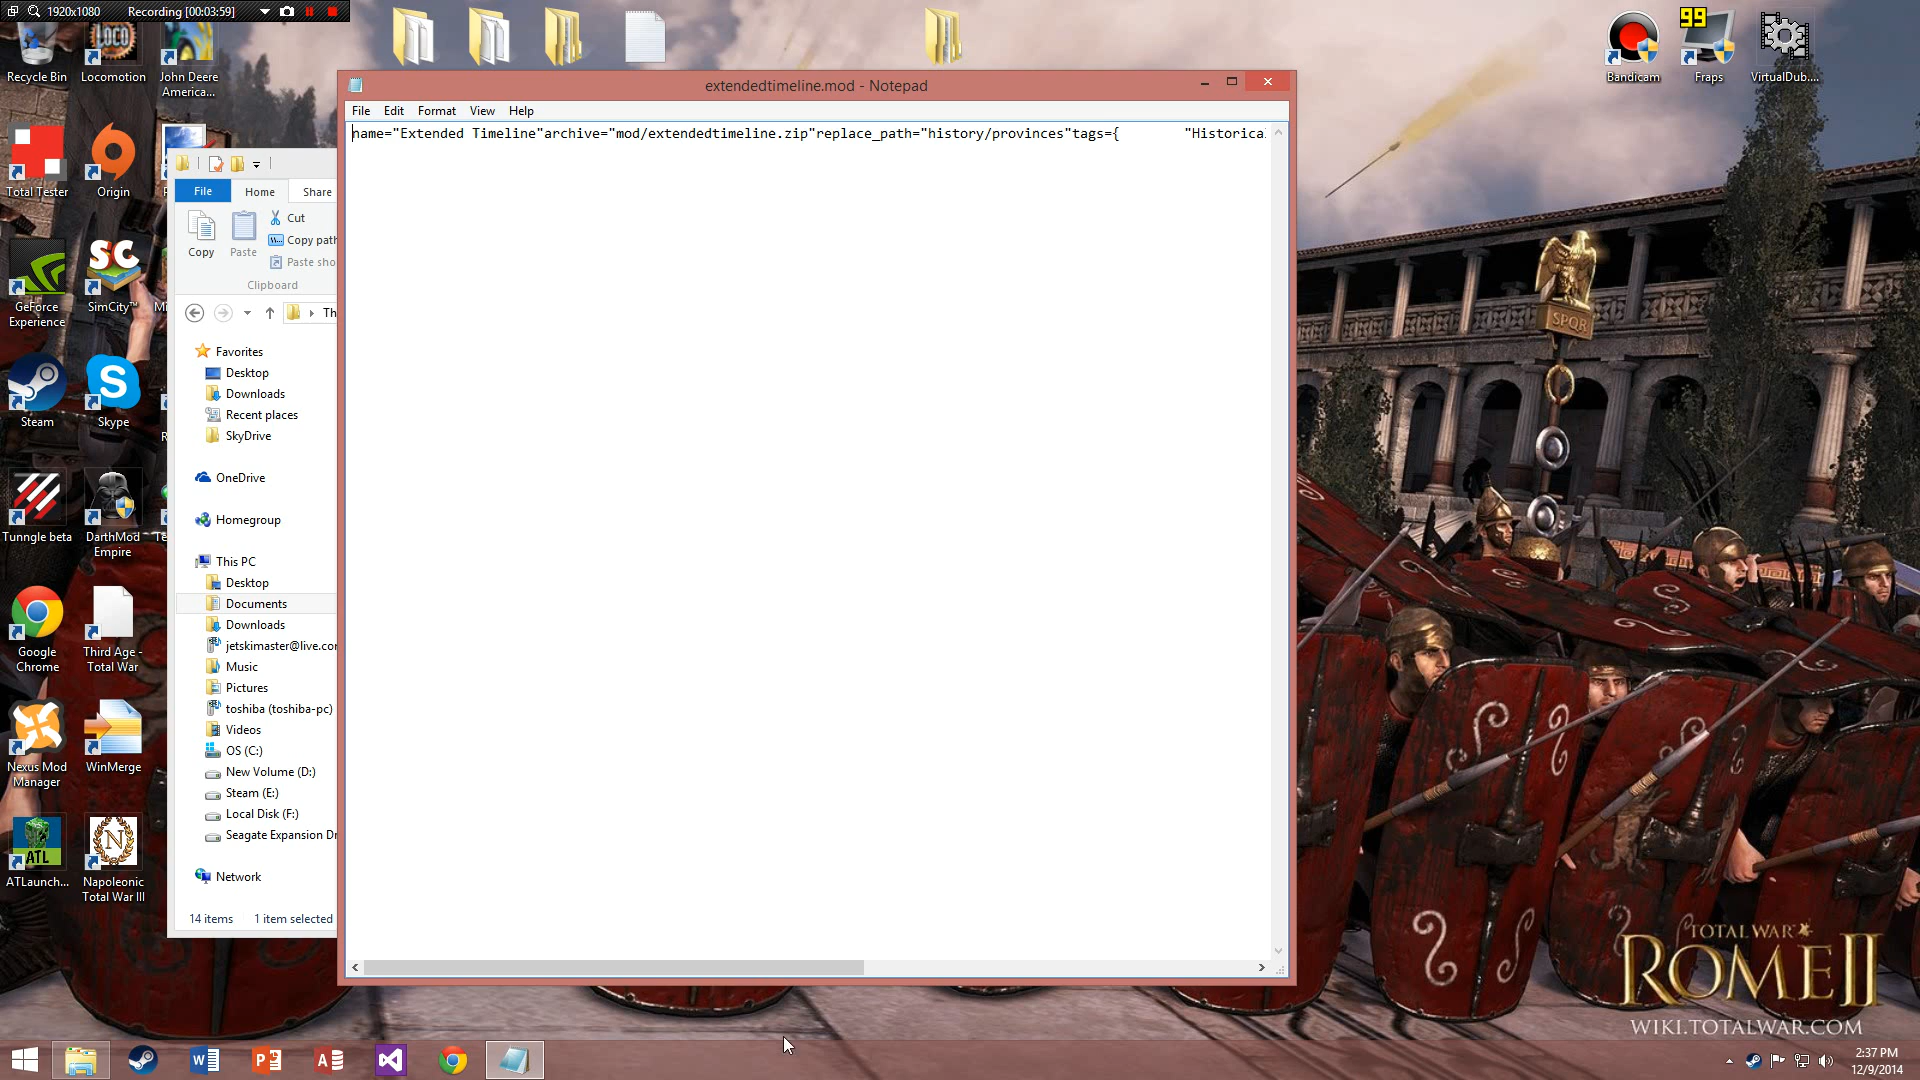 1920x1080 Recording [00:03:59]
Recycle Bin
Locomotion
John Deere
America...
99
Bandicam
Fraps
VirtualDub....
extendedtimeline.mod - Notepad
File Edit Format View Help
name="Extended Timeline"archive="mod/extendedtimeline.zip"replace_path="history/provinces"tags={ "Historical
Total Tester
Origin
File Home Share
Cut
Copy path
Paste sho
Copy
Paste
Clipboard
GeForce
Experience
SimCity™
Mi
Th
Favorites
Desktop
Downloads
Recent places
SkyDrive
OneDrive
Homegroup
This PC
Desktop
Documents
Downloads
jetskimaster@live.cor
Music
Pictures
toshiba (toshiba-pc)
Videos
OS (C:)
New Volume (D:)
Steam (E:)
Local Disk (F:)
Seagate Expansion Dr
Network
14 items 1 item selected
Steam
Skype
Tunngle beta
DarthMod
Empire
Te
Google
Chrome
Third Age -
Total War
Nexus Mod
Manager
WinMerge
ATL
ATLaunch...
N
Napoleonic
Total War III
SPQR
TOTAL WAR
ROME II
WIKI.TOTALWAR.COM
2:37 PM
12/9/2014